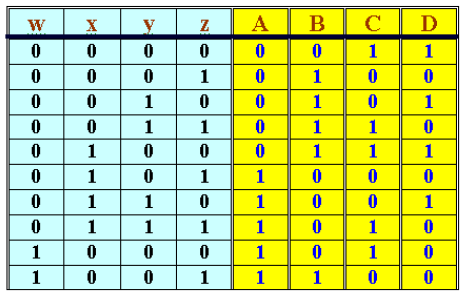 w x y z A B C D
0 0 0 0 0 0 1 1
0 0 0 1 0 1 0 0
0 0 1 0 0 1 0 1
0 0 1 1 0 1 1 0
0 1 0 0 0 1 1 1
0 1 0 1 1 0 0 0
0 1 1 0 1 0 0 1
0 1 1 1 1 0 1 0
1 0 0 0 1 0 1 0
1 0 0 1 1 1 0 0